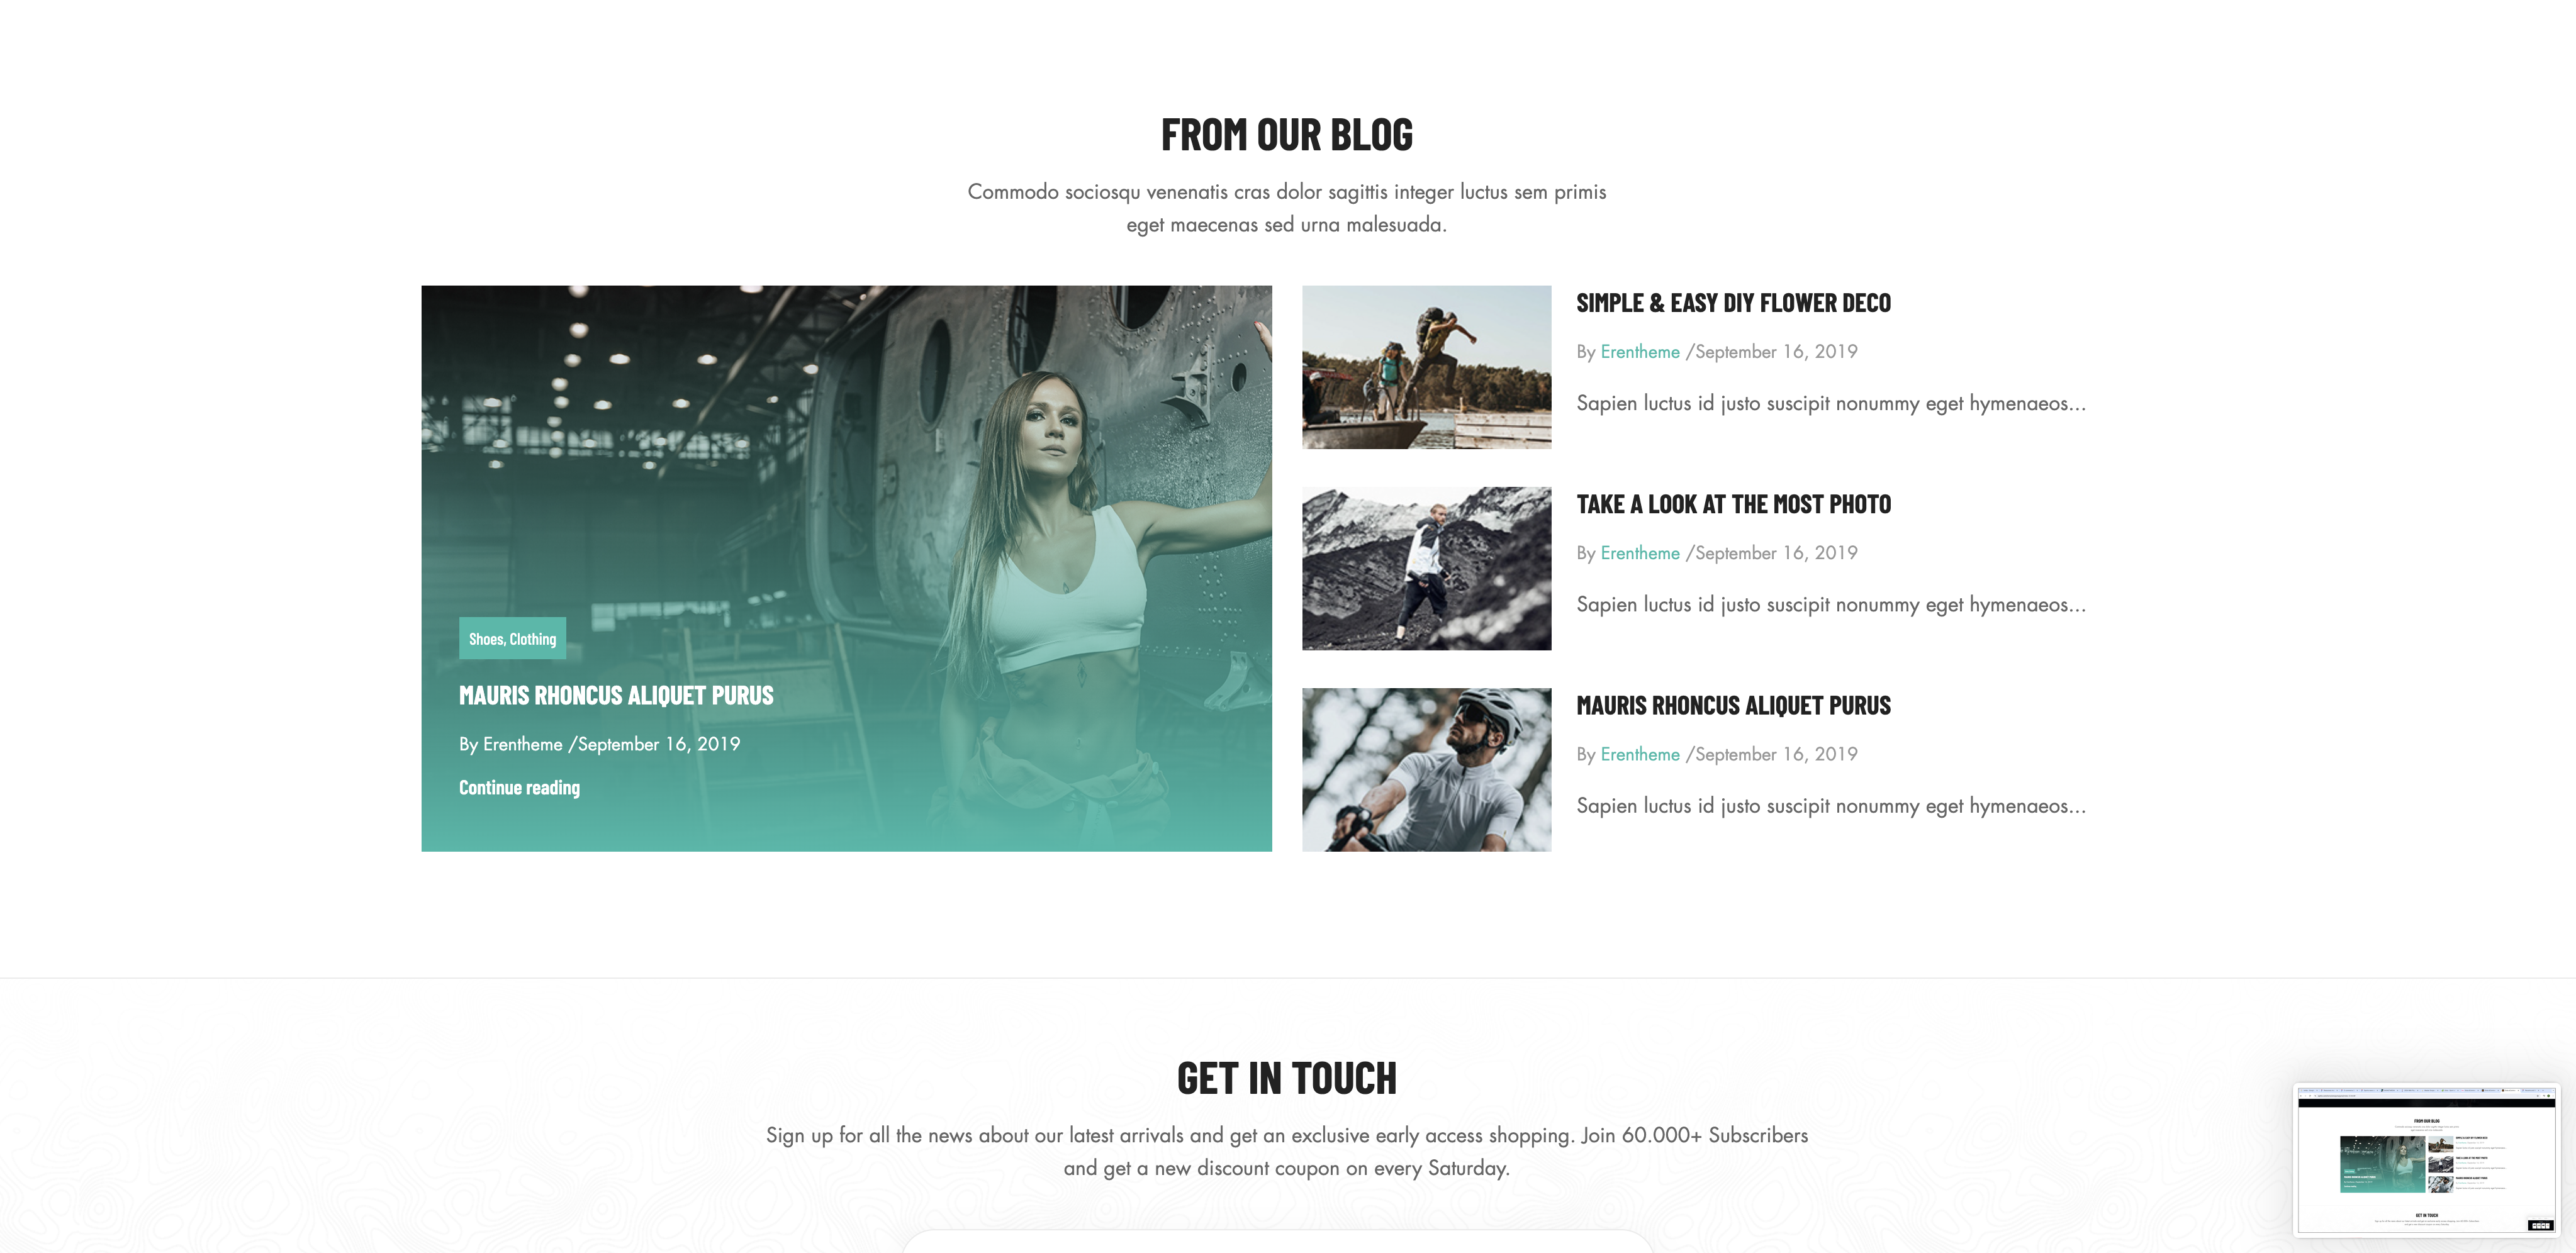 FROM OUR BLOG
Commodo sociosqu venenatis cras dolor sagittis integer luctus sem primis
eget maecenas sed urna malesuada.
Shoes, Clothing
MAURIS RHONCUS ALIQUET PURUS
By Erentheme /September 16, 2019
Continue reading
SIMPLE & EASY DIY FLOWER DECO
By Erentheme /September 16, 2019
Sapien luctus id justo suscipit nonummy eget hymenaeos...
TAKE A LOOK AT THE MOST PHOTO
By Erentheme /September 16, 2019
Sapien luctus id justo suscipit nonummy eget hymenaeos...
MAURIS RHONCUS ALIQUET PURUS
By Erentheme /September 16, 2019
Sapien luctus id justo suscipit nonummy eget hymenaeos...
GET IN TOUCH
Sign up for all the news about our latest arrivals and get an exclusive early access shopping. Join 60.000+ Subscribers
and get a new discount coupon on every Saturday.
FROM OUR BLOG
GET IN TOUCH